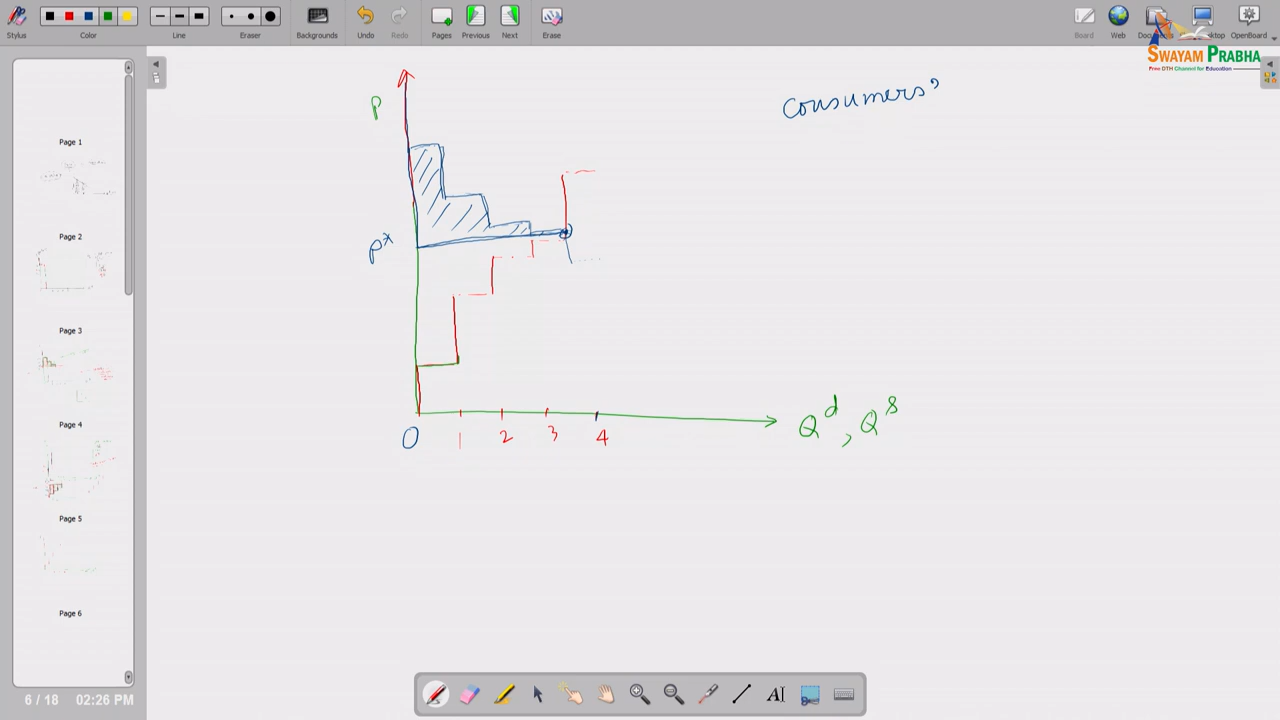 Stylus
Color
Line
Eraser
Backgrounds
Undo
Redo
Pages
Previous
Next
Erase
Board
Web
Desktop
OpenBoard
SWAYAM PRABHA
Free DTH Channel for Education
Page 1
Page 2
Page 3
Page 4
Page 5
Page 6
6 / 18 02:26 PM
Consumers'
P
P*
0 1 2 3 4
Q^d, Q^s